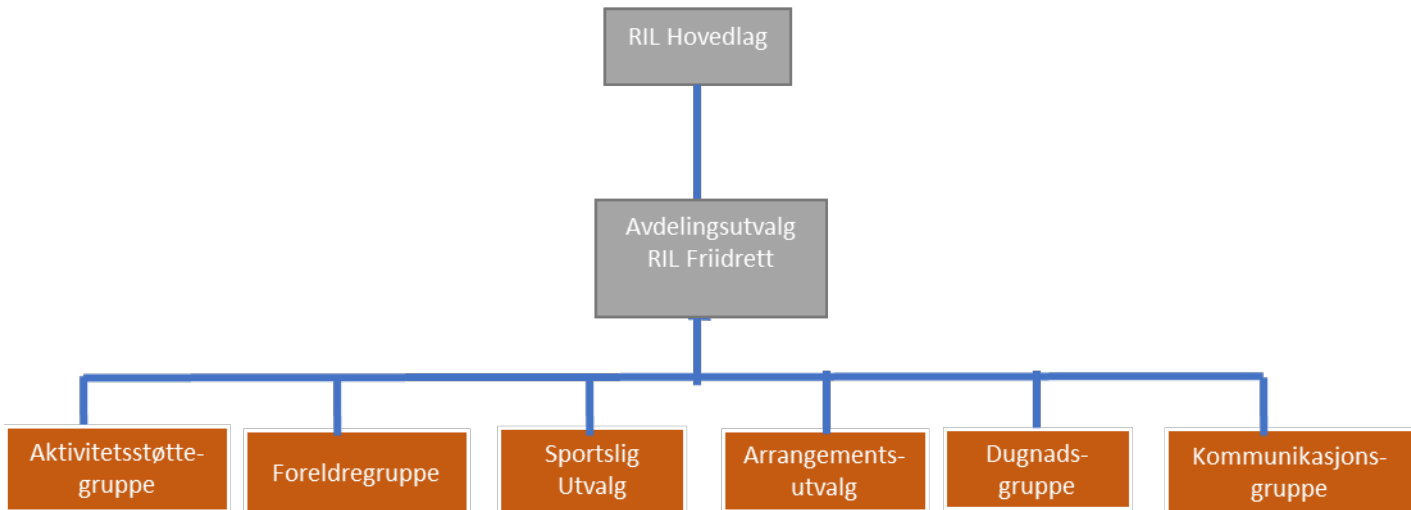 RIL Hovedlag
Avdelingsutvalg
RIL Friidrett
Aktivitetsstøtte-
gruppe
Foreldregruppe
Sportslig
Utvalg
Arrangements-
utvalg
Dugnads-
gruppe
Kommunikasjons-
gruppe